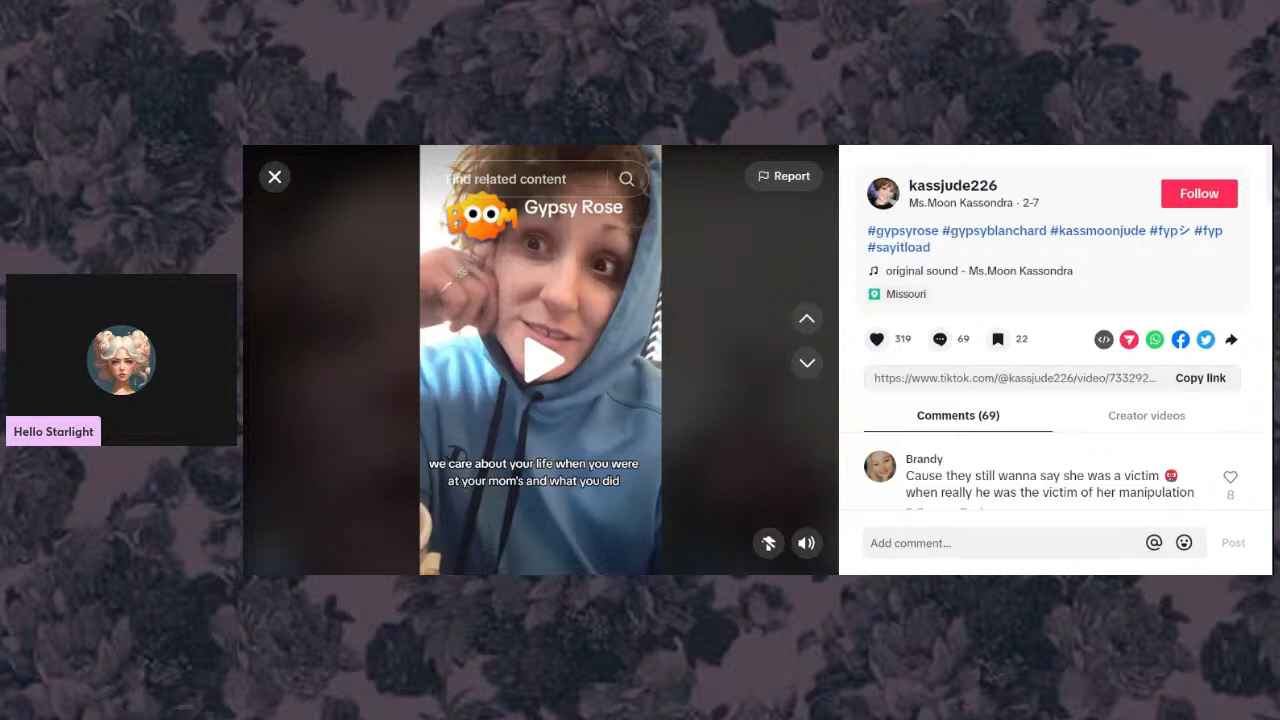 Find related content
BOOM
Gypsy Rose
we care about your life when you were
at your mom's and what you did
Report
Hello Starlight
kassjude226
Ms.Moon Kassondra · 2-7
Follow
#gypsyrose #gypsyblanchard #kassmoonjude #fypシ #fyp
#sayitload
original sound - Ms.Moon Kassondra
Missouri
319
69
22
https://www.tiktok.com/@kassjude226/video/733292...
Copy link
Comments (69)
Creator videos
Brandy
Cause they still wanna say she was a victim
when really he was the victim of her manipulation
8
Add comment...
Post